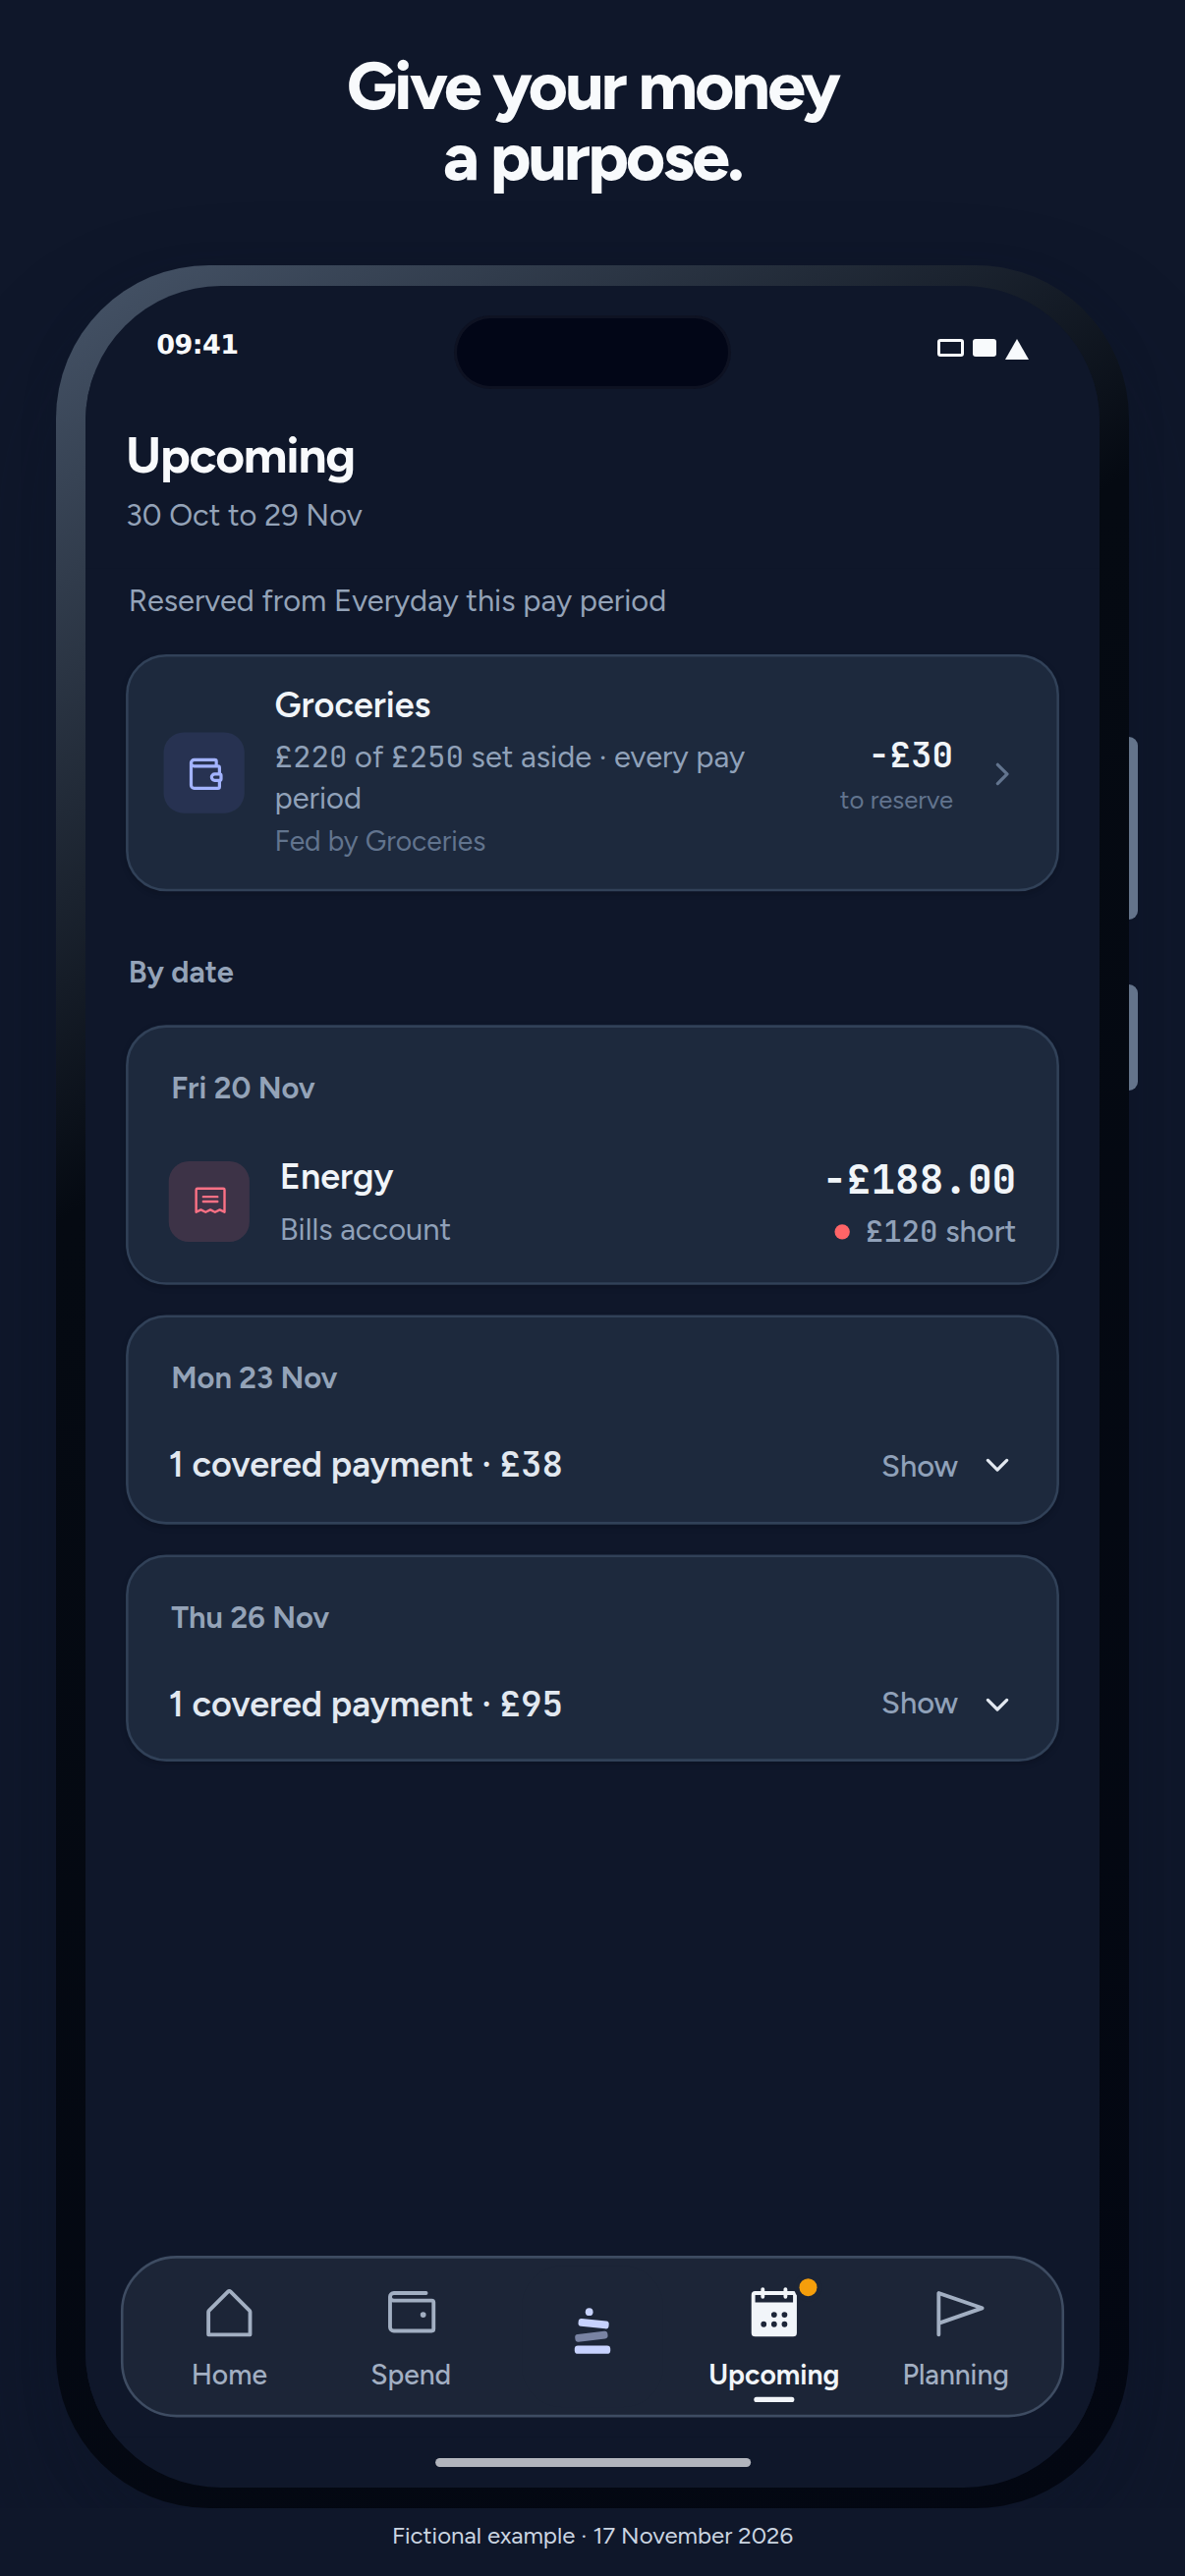 Give your money
a purpose.
09:41
Upcoming
30 Oct to 29 Nov
Reserved from Everyday this pay period
Groceries
£220 of £250 set aside · every pay
period
Fed by Groceries
-£30
to reserve
By date
Fri 20 Nov
Energy
Bills account
-£188.00
£120 short
Mon 23 Nov
1 covered payment · £38
Show
Thu 26 Nov
1 covered payment · £95
Show
Home
Spend
Upcoming
Planning
Fictional example · 17 November 2026